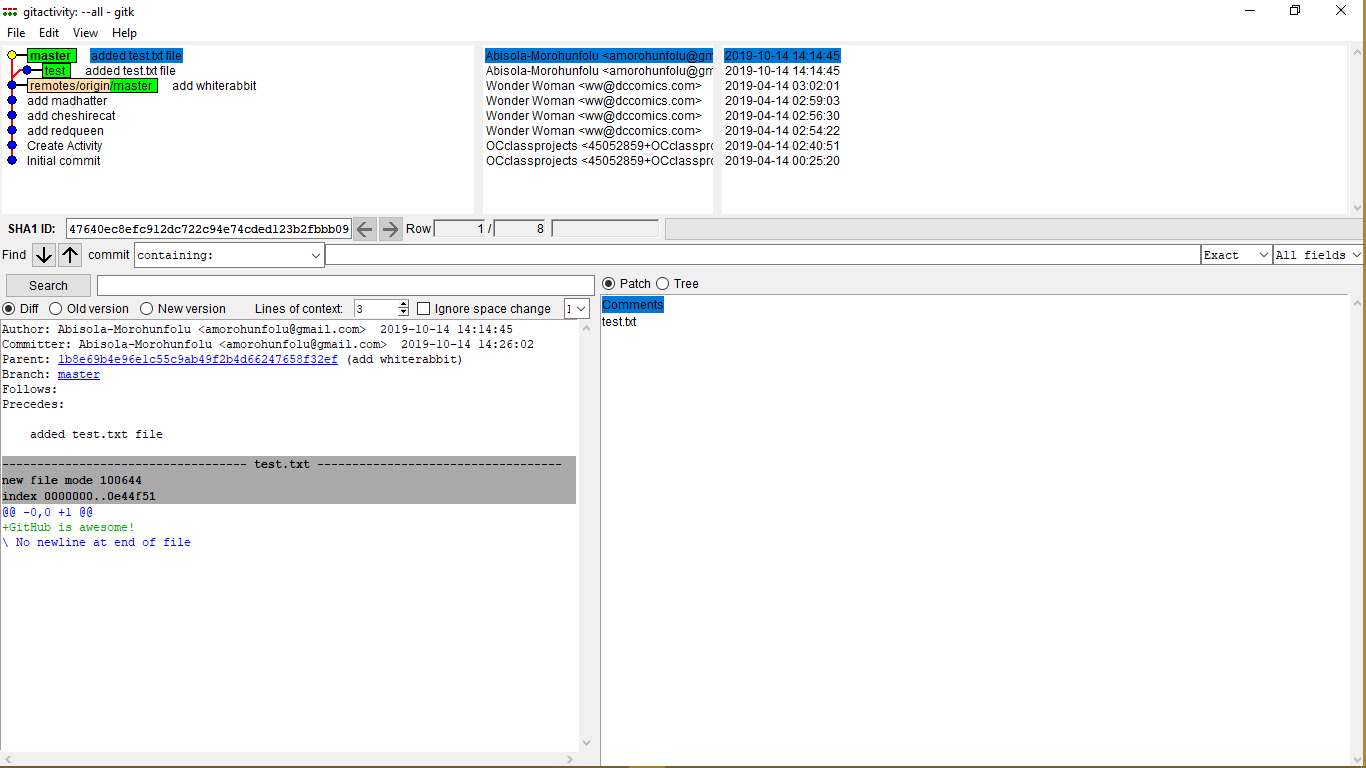 gitactivity: --all - gitk
File Edit View Help
master added test.txt file Abisola-Morohunfolu <amorohunfolu@gm 2019-10-14 14:14:45
test added test.txt file Abisola-Morohunfolu <amorohunfolu@gm 2019-10-14 14:14:45
remotes/origin/master add whiterabbit Wonder Woman <ww@dccomics.com> 2019-04-14 03:02:01
add madhatter Wonder Woman <ww@dccomics.com> 2019-04-14 02:59:03
add cheshirecat Wonder Woman <ww@dccomics.com> 2019-04-14 02:56:30
add redqueen Wonder Woman <ww@dccomics.com> 2019-04-14 02:54:22
Create Activity OCclassprojects <45052859+OCclasspro 2019-04-14 02:40:51
Initial commit OCclassprojects <45052859+OCclasspro 2019-04-14 00:25:20
SHA1 ID: 47640ec8efc912dc722c94e74cded123b2fbbb09 Row 1 / 8
Find commit containing: Exact All fields
Search
Patch Tree
Diff Old version New version Lines of context: 3 Ignore space change
Comments
test.txt
Author: Abisola-Morohunfolu <amorohunfolu@gmail.com> 2019-10-14 14:14:45
Committer: Abisola-Morohunfolu <amorohunfolu@gmail.com> 2019-10-14 14:26:02
Parent: 1b8e69b4e96e1c55c9ab49f2b4d66247658f32ef (add whiterabbit)
Branch: master
Follows:
Precedes:
added test.txt file
----------------------------------- test.txt -----------------------------------
new file mode 100644
index 0000000..0e44f51
@@ -0,0 +1 @@
+GitHub is awesome!
\ No newline at end of file